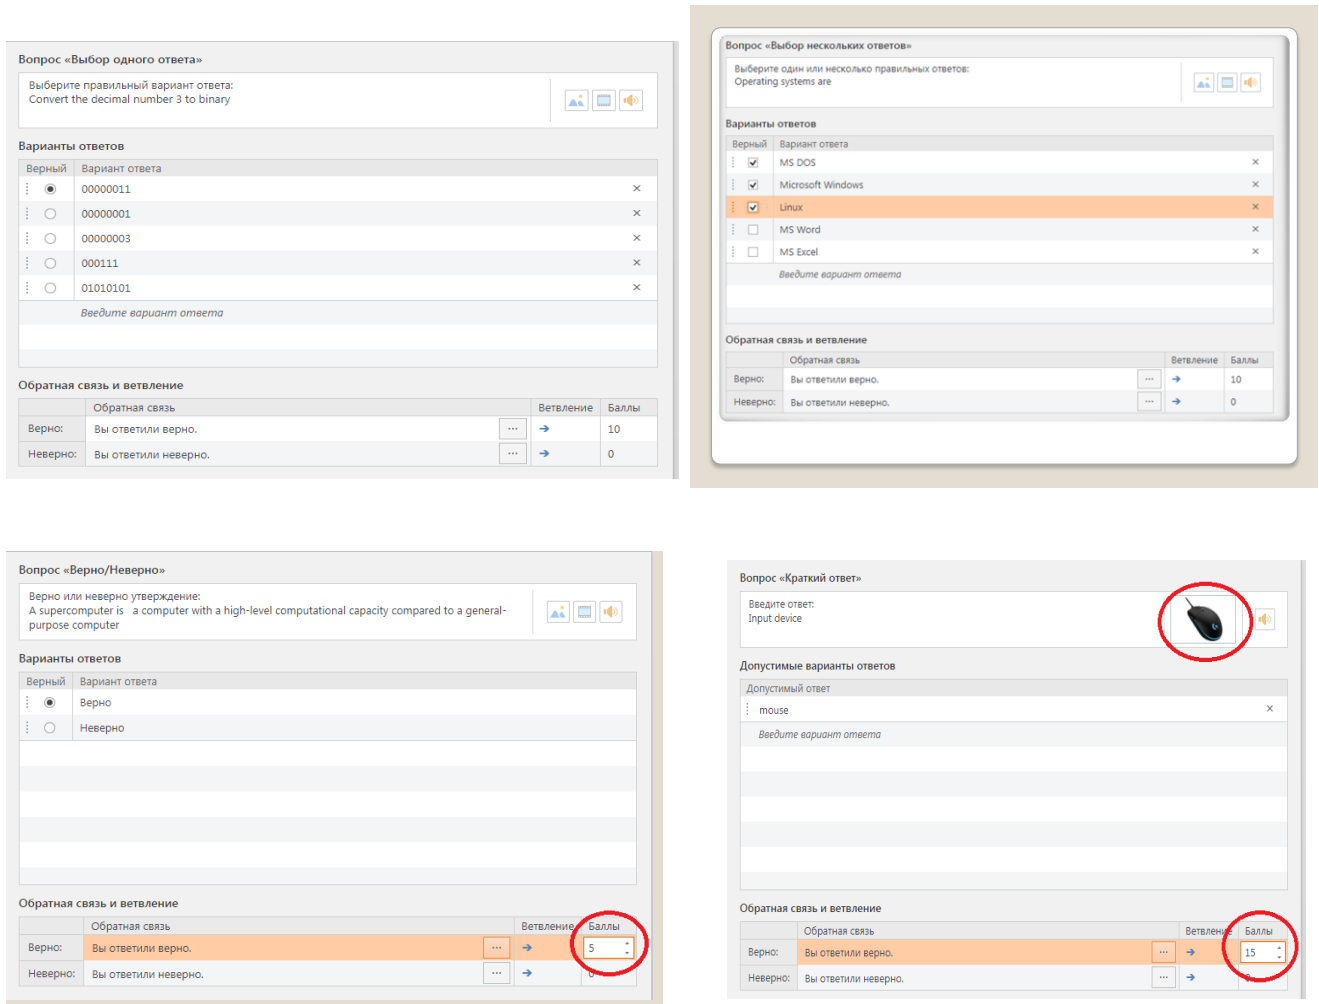 Вопрос «Выбор одного ответа»
Выберите правильный вариант ответа:
Convert the decimal number 3 to binary
Варианты ответов
Верный Вариант ответа
00000011
00000001
00000003
000111
01010101
Введите вариант ответа
Обратная связь и ветвление
Обратная связь Ветвление Баллы
Верно: Вы ответили верно. ... 10
Неверно: Вы ответили неверно. ... 0
Вопрос «Выбор нескольких ответов»
Выберите один или несколько правильных ответов:
Operating systems are
Варианты ответов
Верный Вариант ответа
MS DOS
Microsoft Windows
Linux
MS Word
MS Excel
Введите вариант ответа
Обратная связь и ветвление
Обратная связь Ветвление Баллы
Верно: Вы ответили верно. ... 10
Неверно: Вы ответили неверно. ... 0
Вопрос «Верно/Неверно»
Верно или неверно утверждение:
A supercomputer is a computer with a high-level computational capacity compared to a general-
purpose computer
Варианты ответов
Верный Вариант ответа
Верно
Неверно
Обратная связь и ветвление
Обратная связь Ветвление Баллы
Верно: Вы ответили верно. ... 5
Неверно: Вы ответили неверно. ... 0
Вопрос «Краткий ответ»
Введите ответ:
Input device
Допустимые варианты ответов
Допустимый ответ
mouse
Введите вариант ответа
Обратная связь и ветвление
Обратная связь Ветвление Баллы
Верно: Вы ответили верно. ... 15
Неверно: Вы ответили неверно. ... 0